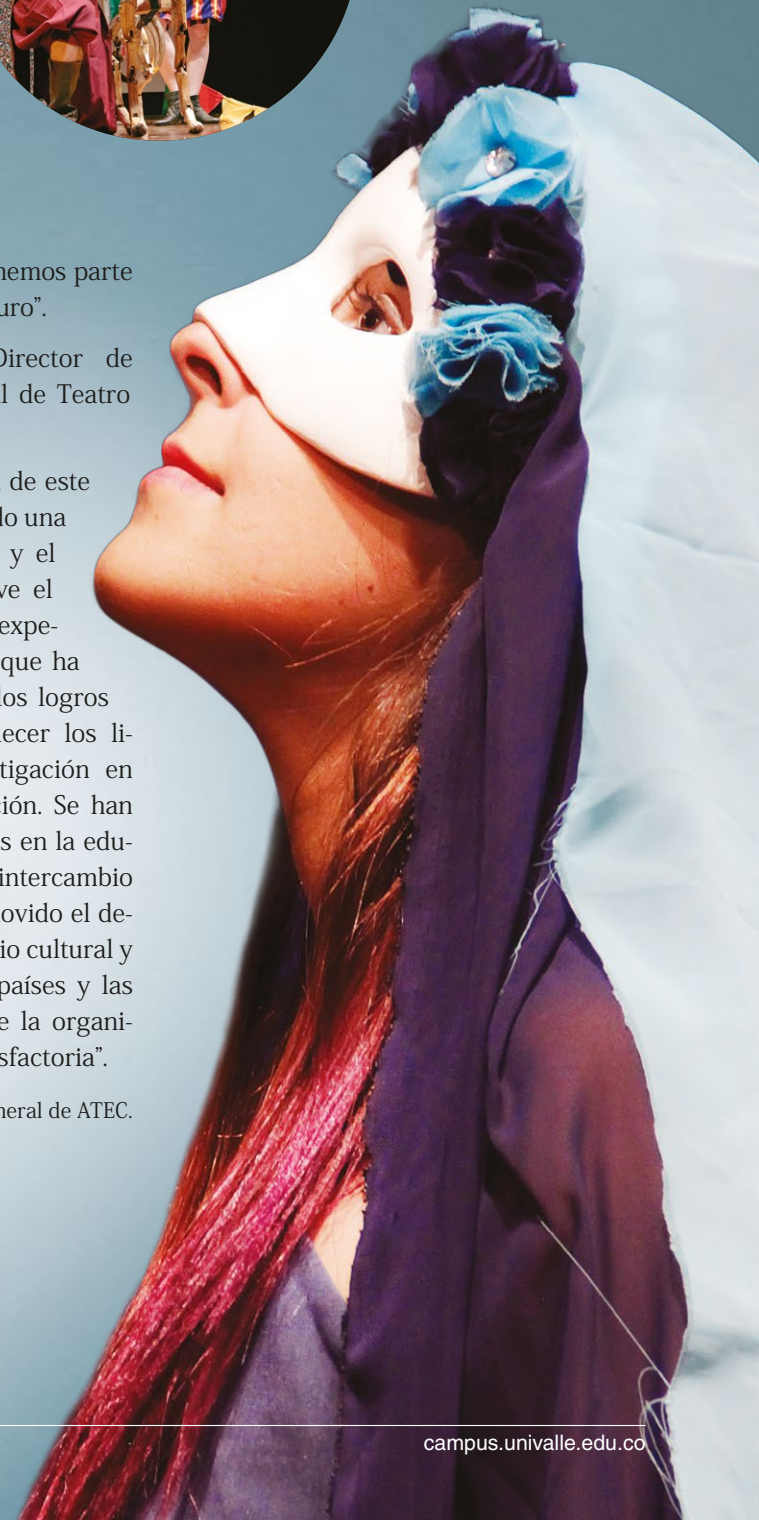 nemos parte
uro”.
Director de
l de Teatro
de este
lo una
y el
ve el
expe-
que ha
los logros
lecer los li-
tigación en
ción. Se han
s en la edu-
intercambio
ovido el de-
io cultural y
países y las
e la organi-
sfactoria”.
neral de ATEC.
campus.univalle.edu.co